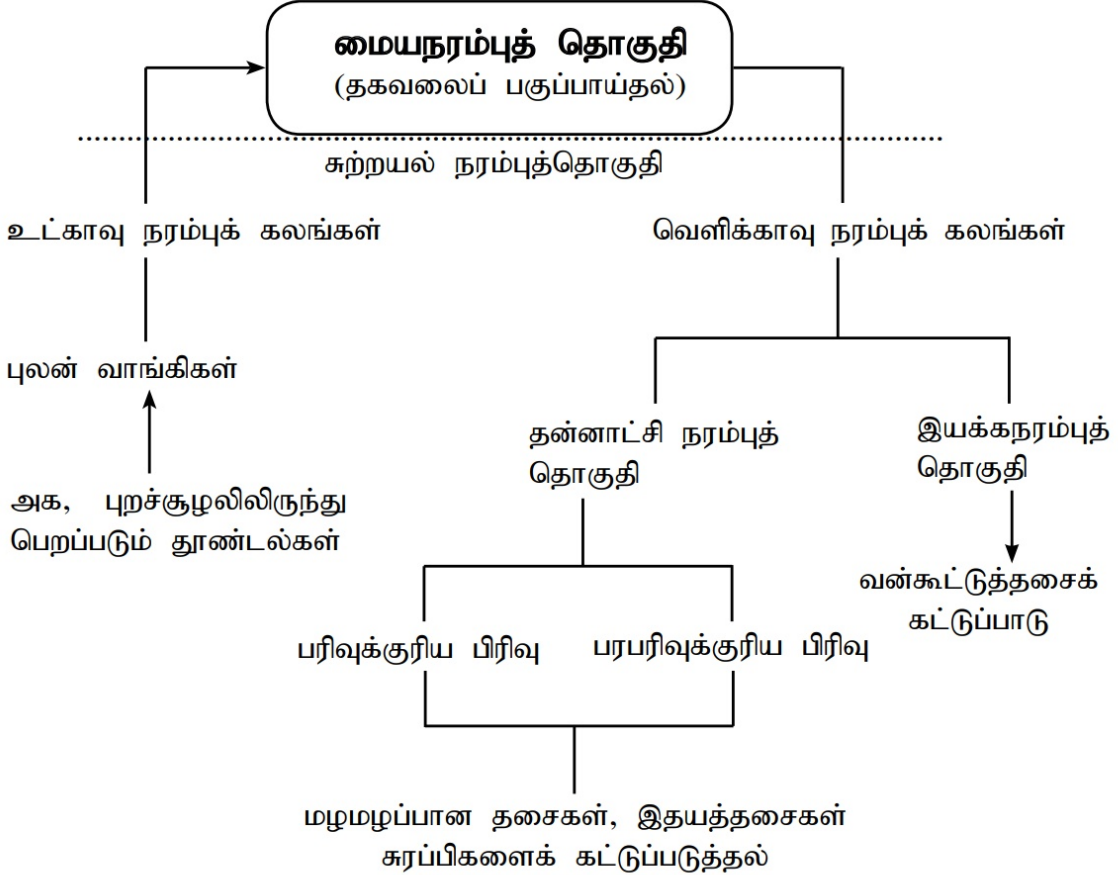 மையநரம்புத் தொகுதி
(தகவலைப் பகுப்பாய்தல்)
சுற்றயல் நரம்புத்தொகுதி
உட்காவு நரம்புக் கலங்கள்
வெளிக்காவு நரம்புக் கலங்கள்
புலன் வாங்கிகள்
அக, புறச்சூழலிலிருந்து
பெறப்படும் தூண்டல்கள்
தன்னாட்சி நரம்புத்
தொகுதி
இயக்கநரம்புத்
தொகுதி
வன்கூட்டுத்தசைக்
கட்டுப்பாடு
பரிவுக்குரிய பிரிவு
பரபரிவுக்குரிய பிரிவு
மழமழப்பான தசைகள், இதயத்தசைகள்
சுரப்பிகளைக் கட்டுப்படுத்தல்